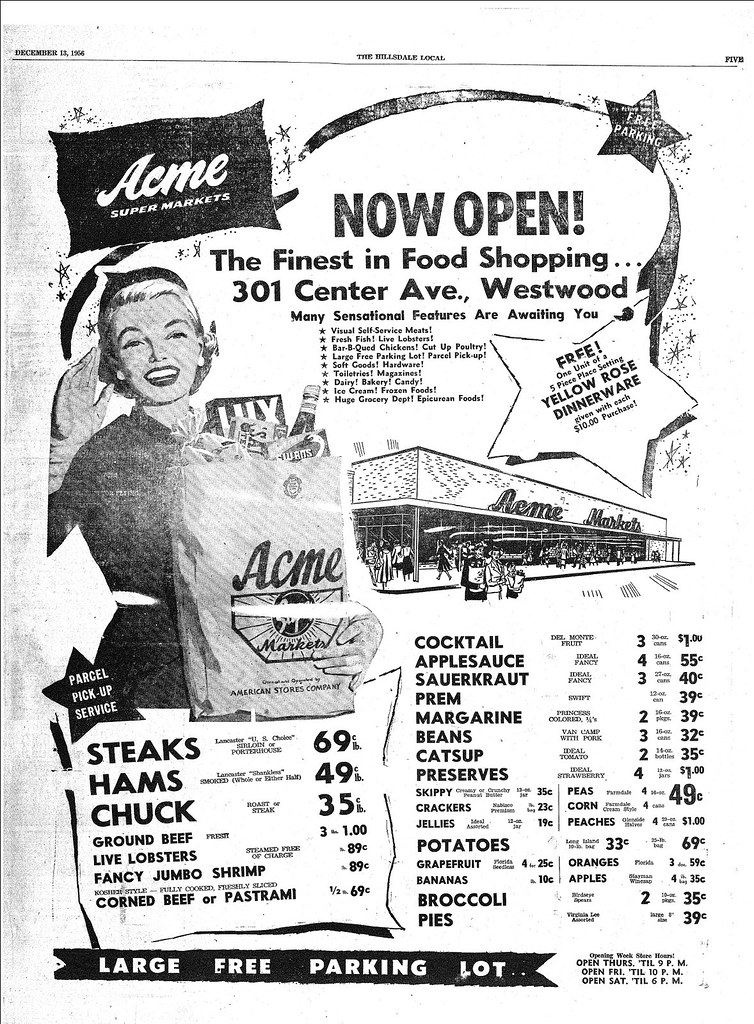 DECEMBER 13, 1956
THE HILLSDALE LOCAL
FIVE
Acme
SUPER MARKETS
FREE
PARKING
NOW OPEN!
The Finest in Food Shopping...
301 Center Ave., Westwood
Many Sensational Features Are Awaiting You
★ Visual Self-Service Meats!
★ Fresh Fish! Live Lobsters!
★ Bar-B-Qued Chickens! Cut Up Poultry!
★ Large Free Parking Lot! Parcel Pick-up!
★ Soft Goods! Hardware!
★ Toiletries! Magazines!
★ Dairy! Bakery! Candy!
★ Ice Cream! Frozen Foods!
★ Huge Grocery Dept! Epicurean Foods!
FREE!
One Unit of a
5 Piece Place Setting
YELLOW ROSE
DINNERWARE
given with each
$10.00 Purchase!
LUX
Acme
Markets
Acme
Markets
Owned and Operated by
AMERICAN STORES COMPANY
PARCEL
PICK-UP
SERVICE
STEAKS Lancaster "U. S. Choice" SIRLOIN or PORTERHOUSE 69c lb.
HAMS Lancaster "Shankless" SMOKED (Whole or Either Half) 49c lb.
CHUCK ROAST or STEAK 35c lb.
GROUND BEEF FRESH 3 lbs. 1.00
LIVE LOBSTERS STEAMED FREE OF CHARGE lb. 89c
FANCY JUMBO SHRIMP lb. 89c
KOSHER STYLE — FULLY COOKED, FRESHLY SLICED
CORNED BEEF or PASTRAMI 1/2 lb. 69c
COCKTAIL DEL MONTE FRUIT 3 30-oz. cans $1.00
APPLESAUCE IDEAL FANCY 4 16-oz. cans 55c
SAUERKRAUT IDEAL FANCY 3 27-oz. cans 40c
PREM SWIFT 12-oz. can 39c
MARGARINE PRINCESS COLORED, ¼'s 2 16-oz. pkgs. 39c
BEANS VAN CAMP WITH PORK 3 16-oz. cans 32c
CATSUP IDEAL TOMATO 2 14-oz. bottles 35c
PRESERVES IDEAL STRAWBERRY 4 12-oz. jars $1.00
SKIPPY Creamy or Crunchy Peanut Butter 12-oz. jar 35c
CRACKERS Nabisco Premium lb. pkg. 23c
JELLIES Ideal Assorted 12-oz. jar 19c
PEAS Farmdale 4 16-oz.
CORN Farmdale Cream Style 4 cans 49c
PEACHES Glenside Halves 4 29-oz. cans $1.00
POTATOES Long Island 10-lb. bag 33c 25-lb. bag 69c
GRAPEFRUIT Florida Seedless 4 for 25c
ORANGES Florida 3 doz. 59c
BANANAS lb. 10c
APPLES Stayman Winesap 4 lb. bag 35c
BROCCOLI Birdseye Spears 2 10-oz. pkgs. 35c
PIES Virginia Lee Assorted large 8" size 39c
LARGE FREE PARKING LOT..
Opening Week Store Hours!
OPEN THURS. 'TIL 9 P. M.
OPEN FRI. 'TIL 10 P. M.
OPEN SAT. 'TIL 6 P. M.